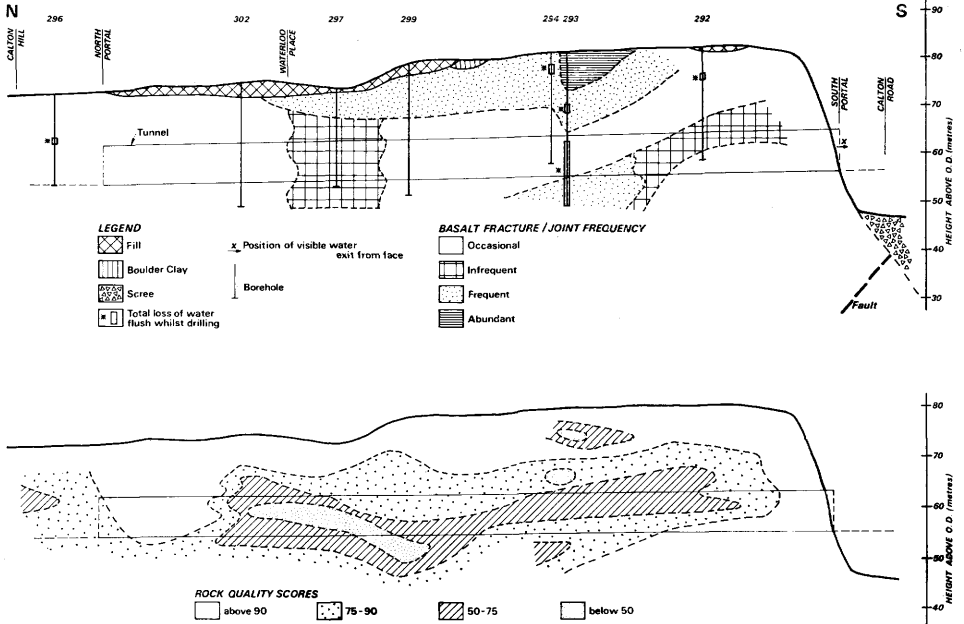 N
S
296
302
297
299
294
293
292
CALTON
HILL
NORTH
PORTAL
WATERLOO
PLACE
SOUTH
PORTAL
CALTON
ROAD
Tunnel
x
90
80
70
60
50
40
30
HEIGHT ABOVE O.D. (metres)
Fault
LEGEND
Fill
Boulder Clay
Scree
Total loss of water
flush whilst drilling
x Position of visible water
exit from face
Borehole
BASALT FRACTURE / JOINT FREQUENCY
Occasional
Infrequent
Frequent
Abundant
80
70
60
50
40
HEIGHT ABOVE O.D. (metres)
ROCK QUALITY SCORES
above 90
75-90
50-75
below 50